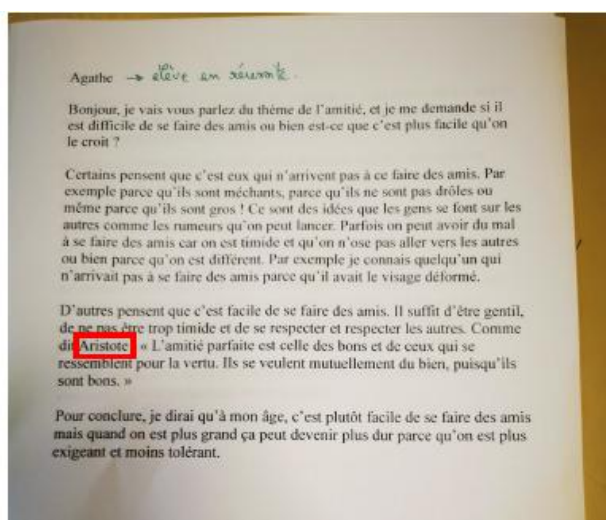 Agathe → élève en réussite.
Bonjour, je vais vous parlez du thème de l'amitié, et je me demande si il
est difficile de se faire des amis ou bien est-ce que c'est plus facile qu'on
le croit ?
Certains pensent que c'est eux qui n'arrivent pas à ce faire des amis. Par
exemple parce qu'ils sont méchants, parce qu'ils ne sont pas drôles ou
même parce qu'ils sont gros ! Ce sont des idées que les gens se font sur les
autres comme les rumeurs qu'on peut lancer. Parfois on peut avoir du mal
à se faire des amis car on est timide et qu'on n'ose pas aller vers les autres
ou bien parce qu'on est différent. Par exemple je connais quelqu'un qui
n'arrivait pas à se faire des amis parce qu'il avait le visage déformé.
D'autres pensent que c'est facile de se faire des amis. Il suffit d'être gentil,
de ne pas être trop timide et de se respecter et respecter les autres. Comme
dit Aristote « L'amitié parfaite est celle des bons et de ceux qui se
ressemblent pour la vertu. Ils se veulent mutuellement du bien, puisqu'ils
sont bons. »
Pour conclure, je dirai qu'à mon âge, c'est plutôt facile de se faire des amis
mais quand on est plus grand ça peut devenir plus dur parce qu'on est plus
exigeant et moins tolérant.